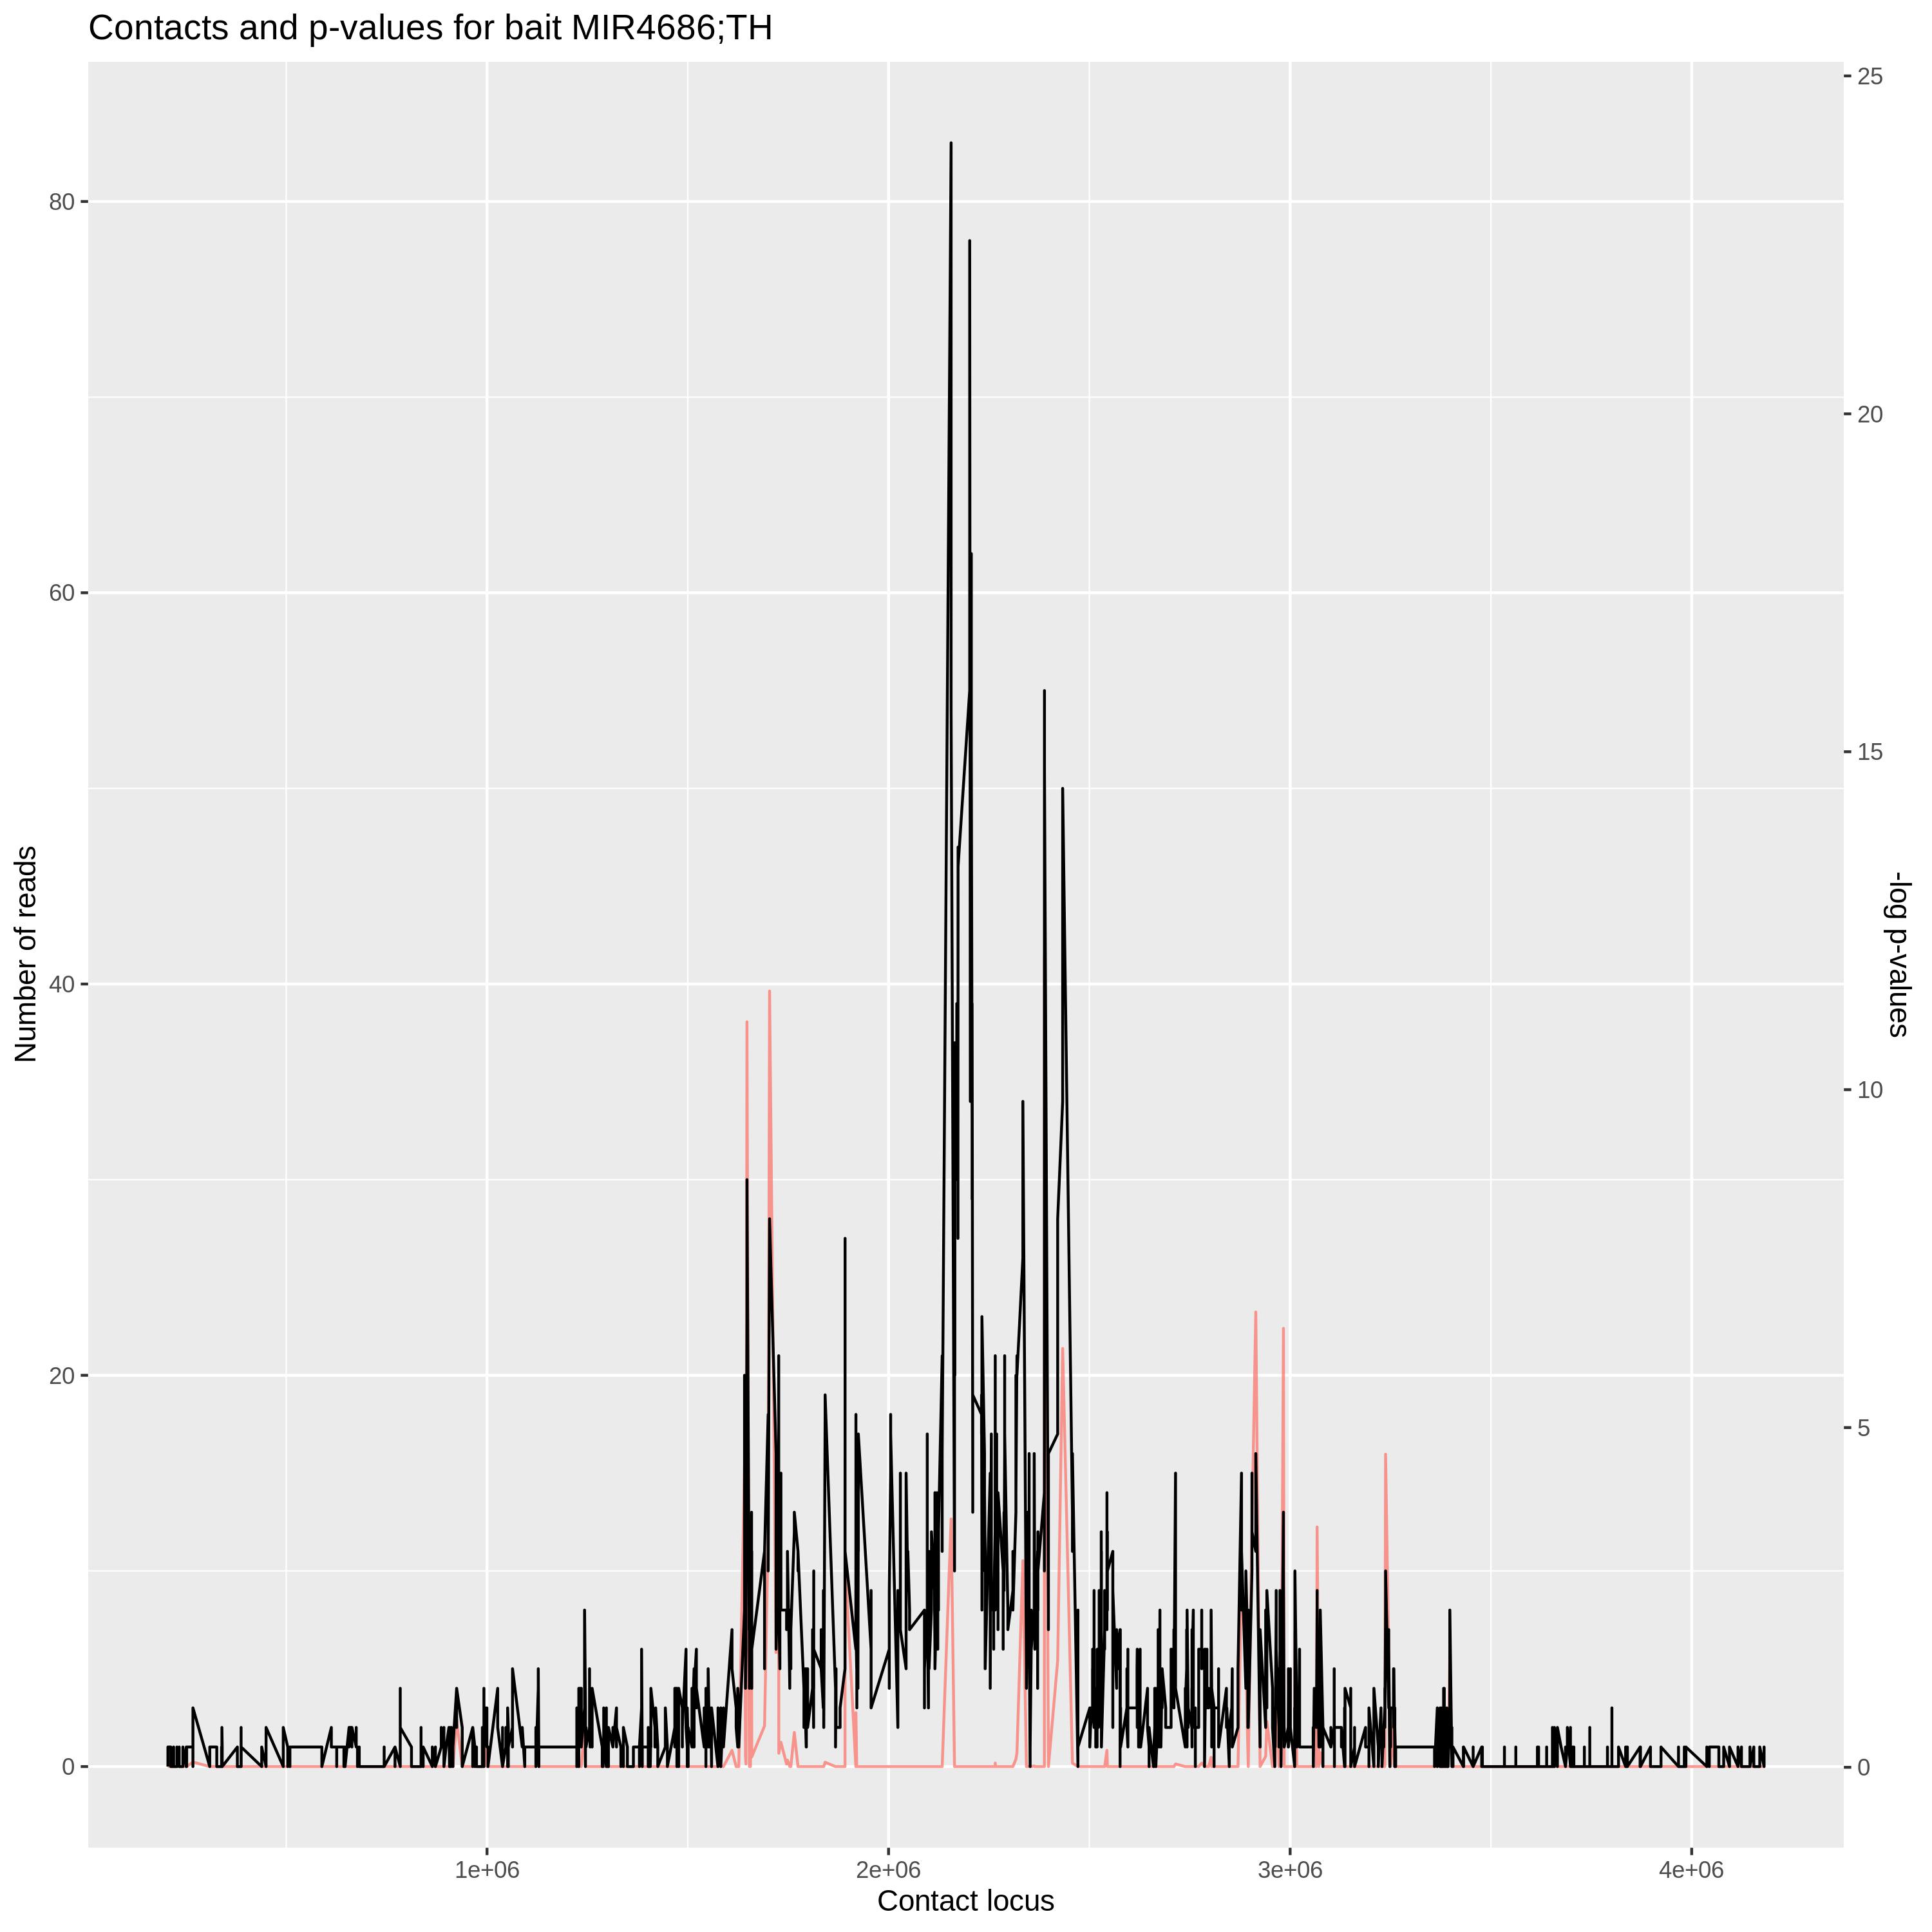 Contacts and p-values for bait MIR4686;TH
Number of reads
80
60
40
20
0
25
20
15
10
5
0
-log p-values
1e+06
2e+06
3e+06
4e+06
Contact locus